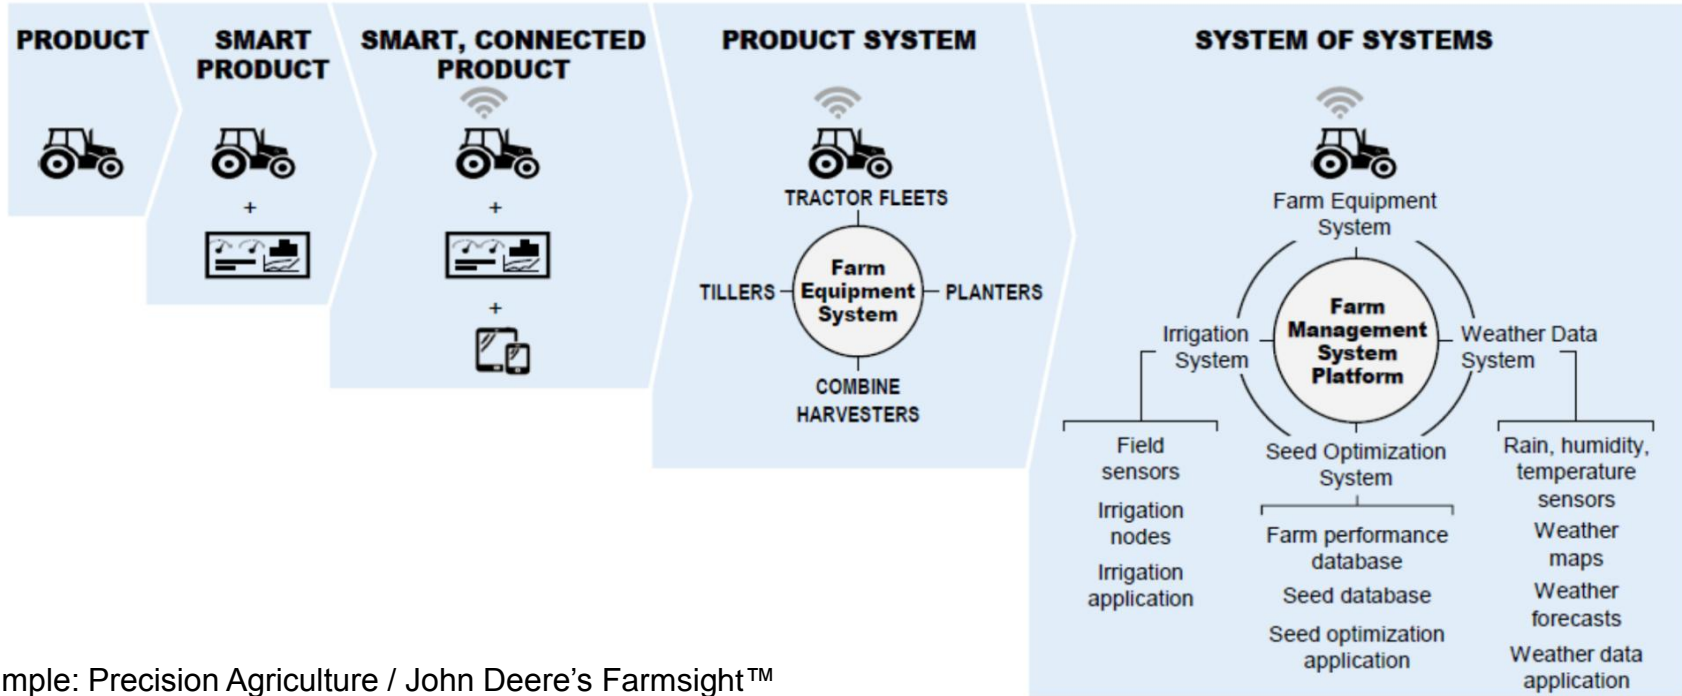 PRODUCT
SMART
PRODUCT
+
SMART, CONNECTED
PRODUCT
+
+
PRODUCT SYSTEM
TRACTOR FLEETS
TILLERS
Farm
Equipment
System
PLANTERS
COMBINE
HARVESTERS
SYSTEM OF SYSTEMS
Farm Equipment
System
Irrigation
System
Farm
Management
System
Platform
Weather Data
System
Field
sensors
Irrigation
nodes
Irrigation
application
Seed Optimization
System
Farm performance
database
Seed database
Seed optimization
application
Rain, humidity,
temperature
sensors
Weather
maps
Weather
forecasts
Weather data
application
mple: Precision Agriculture / John Deere’s Farmsight™